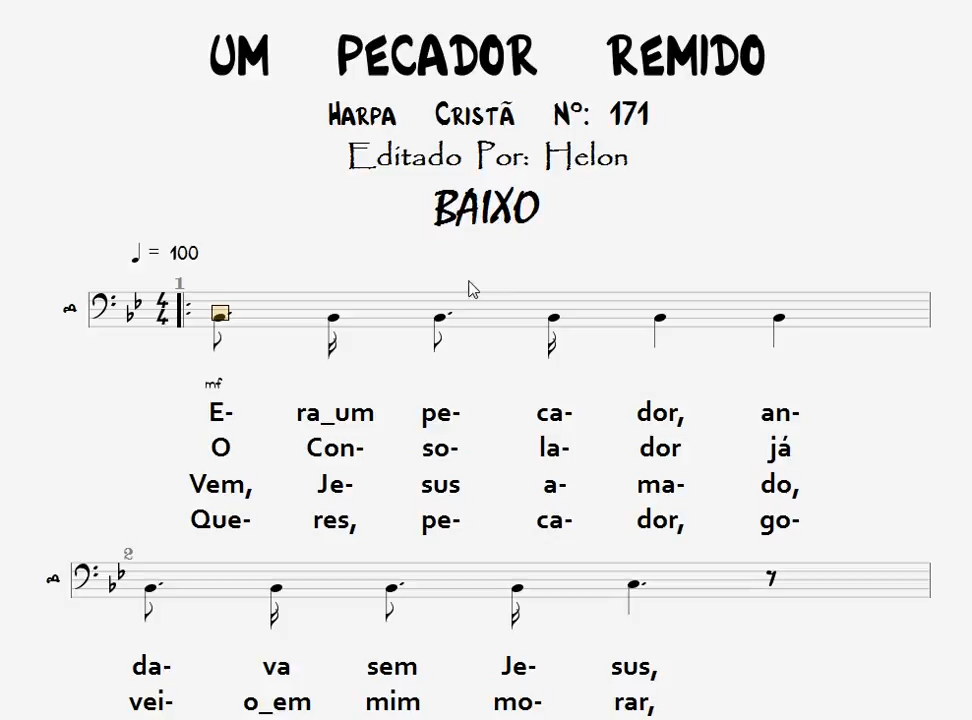 UM PECADOR REMIDO
HARPA CRISTÃ Nº: 171
Editado Por: Helon
BAIXO
♩ = 100
1
B
4
4
mf
E- ra_um pe- ca- dor, an-
O Con- so- la- dor já
Vem, Je- sus a- ma- do,
Que- res, pe- ca- dor, go-
2
B
da- va sem Je- sus,
vei- o_em mim mo- rar,